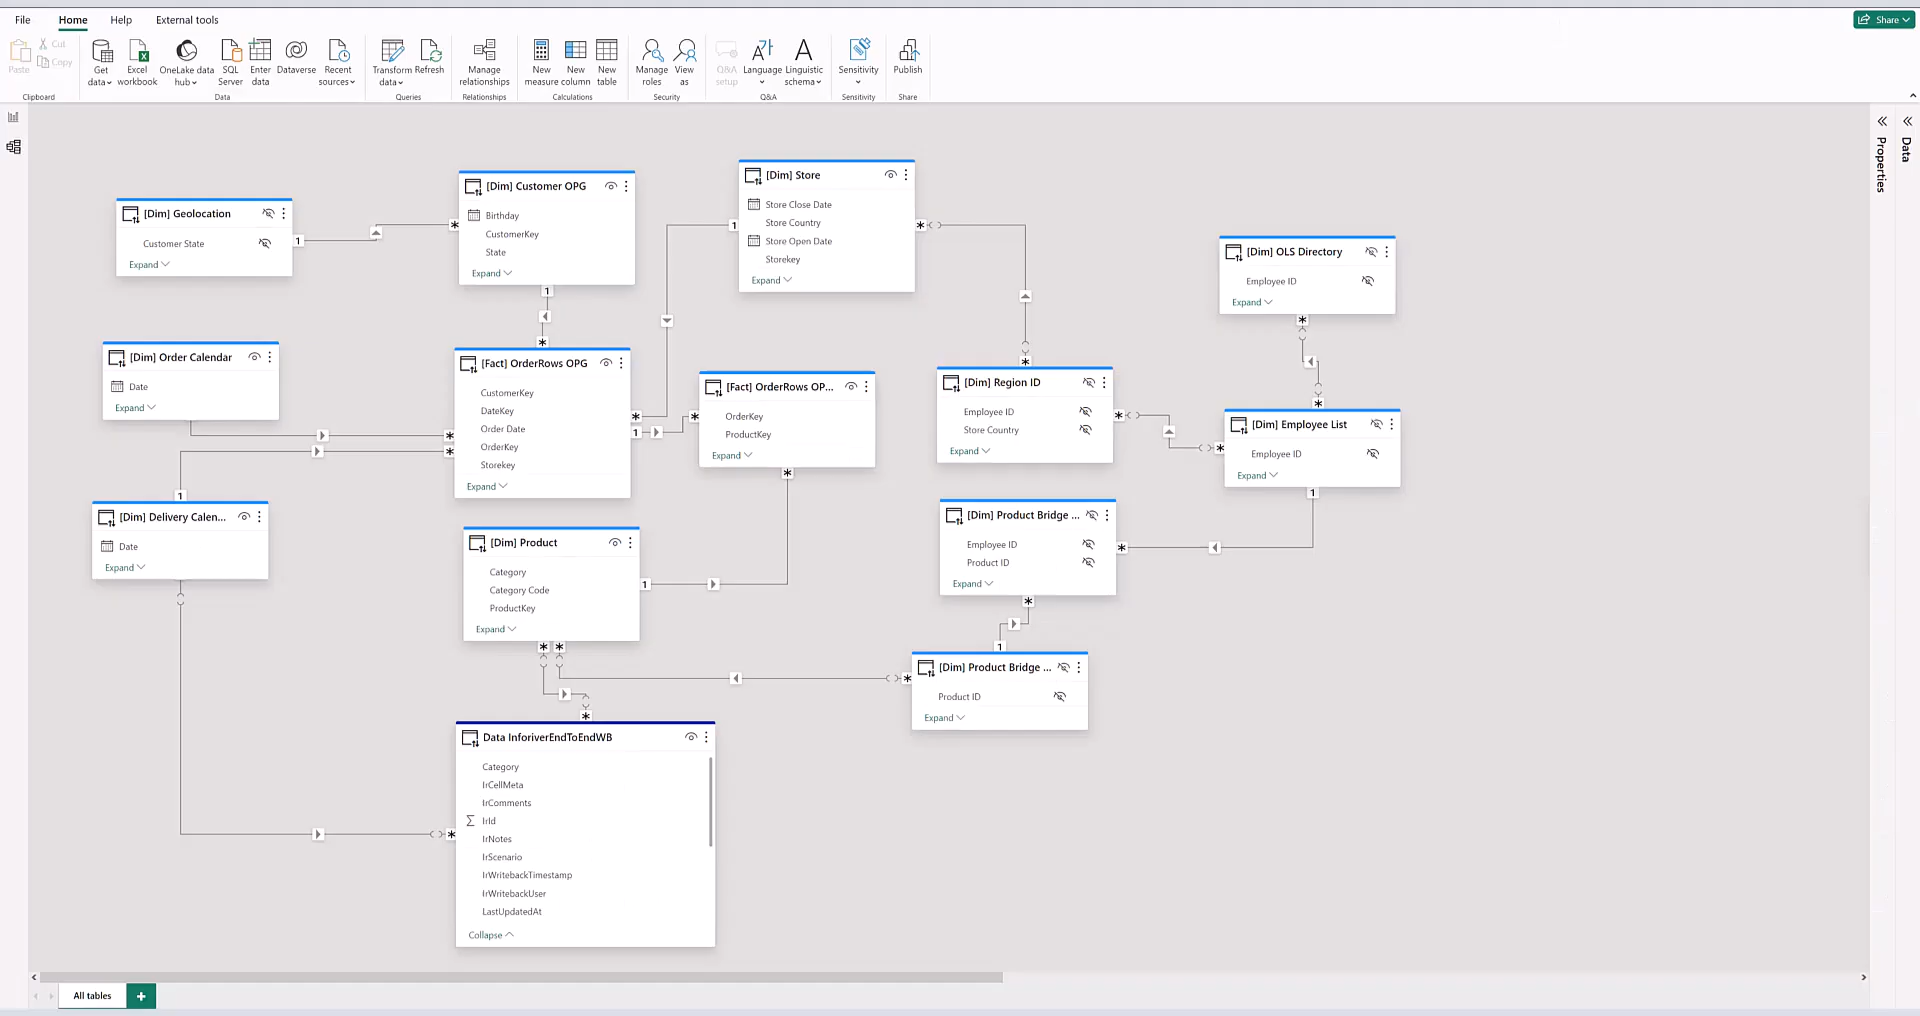 File
Home
Help
External tools
Share
Paste
Cut
Copy
Clipboard
Get data
Excel workbook
OneLake data hub
SQL Server
Enter data
Dataverse
Recent sources
Data
Transform data
Refresh
Queries
Manage relationships
Relationships
New measure
New column
New table
Calculations
Manage roles
View as
Security
Q&A setup
Language
Linguistic schema
Q&A
Sensitivity
Sensitivity
Publish
Share
Properties
Data
[Dim] Geolocation
Customer State
Expand
1
[Dim] Customer OPG
Birthday
CustomerKey
State
Expand
*
1
[Dim] Store
Store Close Date
Store Country
Store Open Date
Storekey
Expand
1
*
[Dim] OLS Directory
Employee ID
Expand
*
[Dim] Order Calendar
Date
Expand
*
[Fact] OrderRows OPG
CustomerKey
DateKey
Order Date
OrderKey
Storekey
Expand
*
*
*
1
[Fact] OrderRows OP...
OrderKey
ProductKey
Expand
*
*
*
[Dim] Region ID
Employee ID
Store Country
Expand
*
*
[Dim] Employee List
Employee ID
Expand
*
1
1
[Dim] Delivery Calen...
Date
Expand
[Dim] Product
Category
Category Code
ProductKey
Expand
1
*
*
[Dim] Product Bridge ...
Employee ID
Product ID
Expand
*
*
1
[Dim] Product Bridge ...
Product ID
Expand
*
*
Data InforiverEndToEndWB
Category
IrCellMeta
IrComments
∑ IrId
IrNotes
IrScenario
IrWritebackTimestamp
IrWritebackUser
LastUpdatedAt
Collapse
*
All tables
+